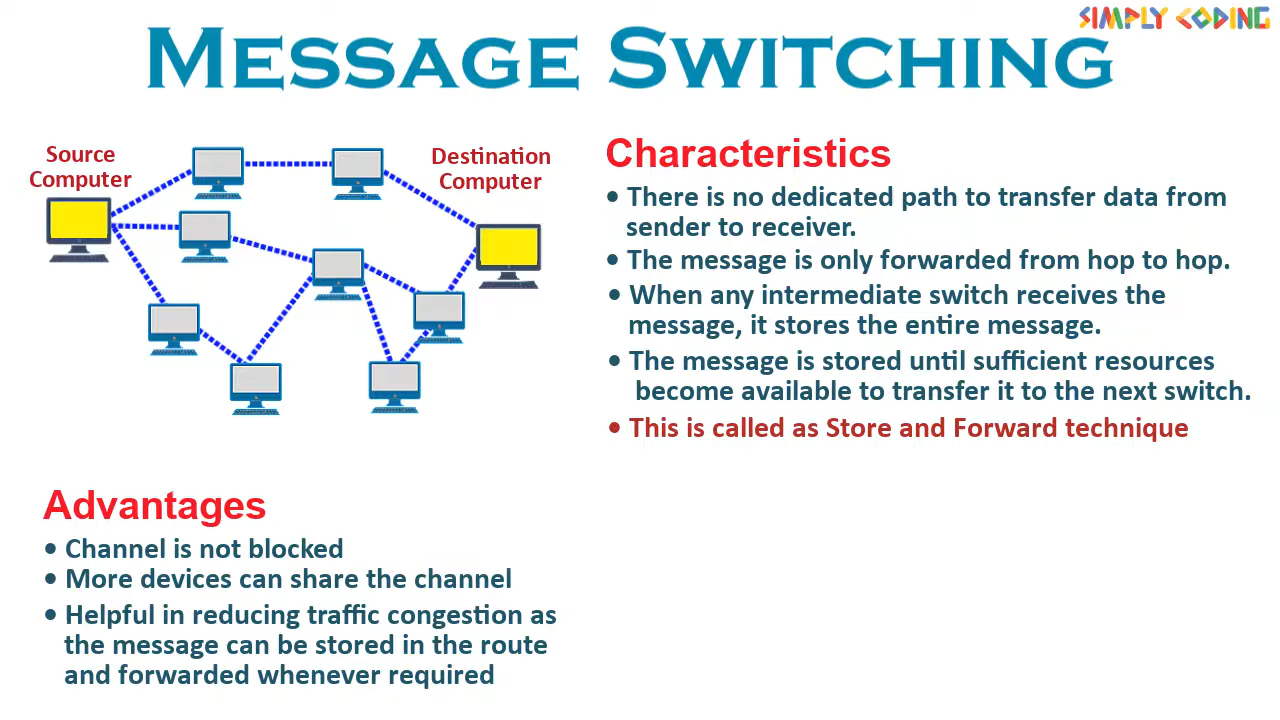 SIMPLY CODING
MESSAGE SWITCHING
Source
Computer
Destination
Computer
Characteristics
• There is no dedicated path to transfer data from
sender to receiver.
• The message is only forwarded from hop to hop.
• When any intermediate switch receives the
message, it stores the entire message.
• The message is stored until sufficient resources
become available to transfer it to the next switch.
• This is called as Store and Forward technique
Advantages
• Channel is not blocked
• More devices can share the channel
• Helpful in reducing traffic congestion as
the message can be stored in the route
and forwarded whenever required